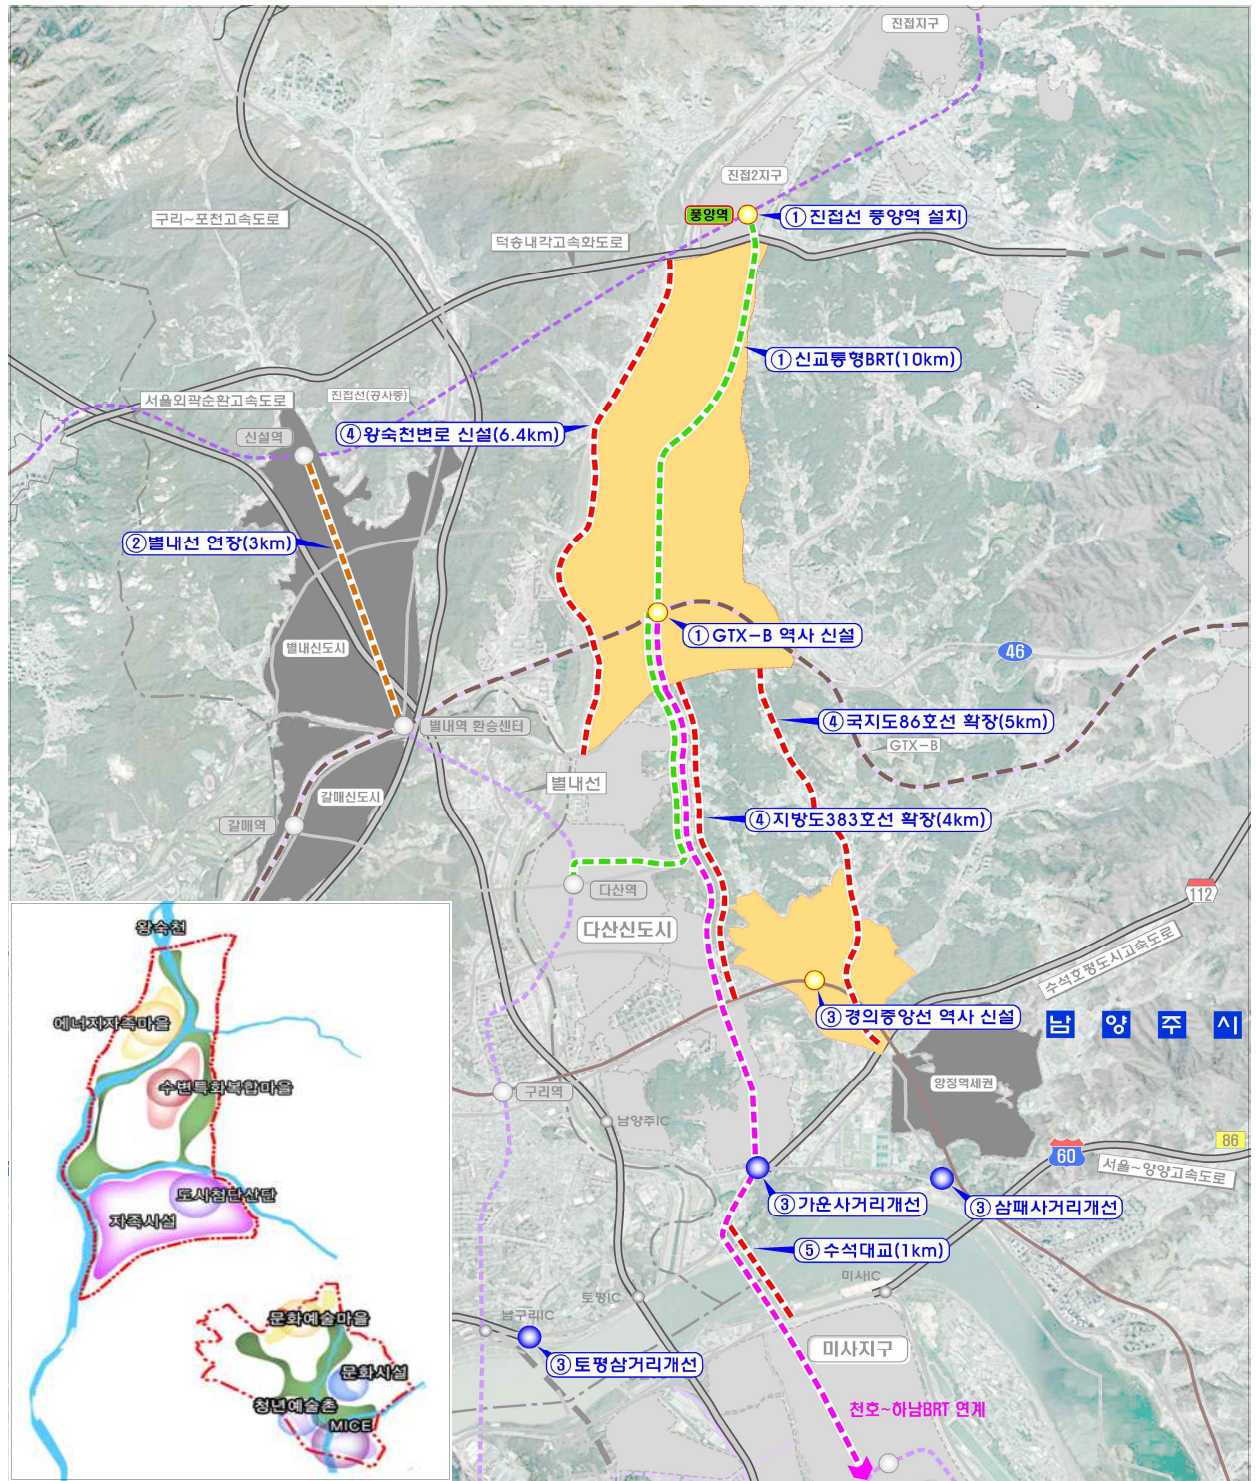 진접지구
진접2지구
풍양역
① 진접선 풍양역 설치
구리~포천고속도로
덕송내각고속화도로
① 신교통형BRT(10km)
진접선(공사중)
서울외곽순환고속도로
신설역
④ 왕숙천변로 신설(6.4km)
② 별내선 연장(3km)
① GTX-B 역사 신설
46
별내신도시
별내역 환승센터
④ 국지도86호선 확장(5km)
GTX-B
별내선
갈매신도시
갈매역
④ 지방도383호선 확장(4km)
다산역
112
다산신도시
수석호평도시고속도로
③ 경의중앙선 역사 신설
남 양 주 시
양정역세권
구리역
남양주IC
86
60
서울~양양고속도로
③ 가운사거리개선
③ 삼패사거리개선
⑤ 수석대교(1km)
미사IC
토평IC
남구리IC
미사지구
③ 토평삼거리개선
천호~하남BRT 연계
왕숙천
에너지자족마을
수변특화복합마을
도시첨단산단
자족시설
문화예술마을
문화시설
청년예술촌
MICE